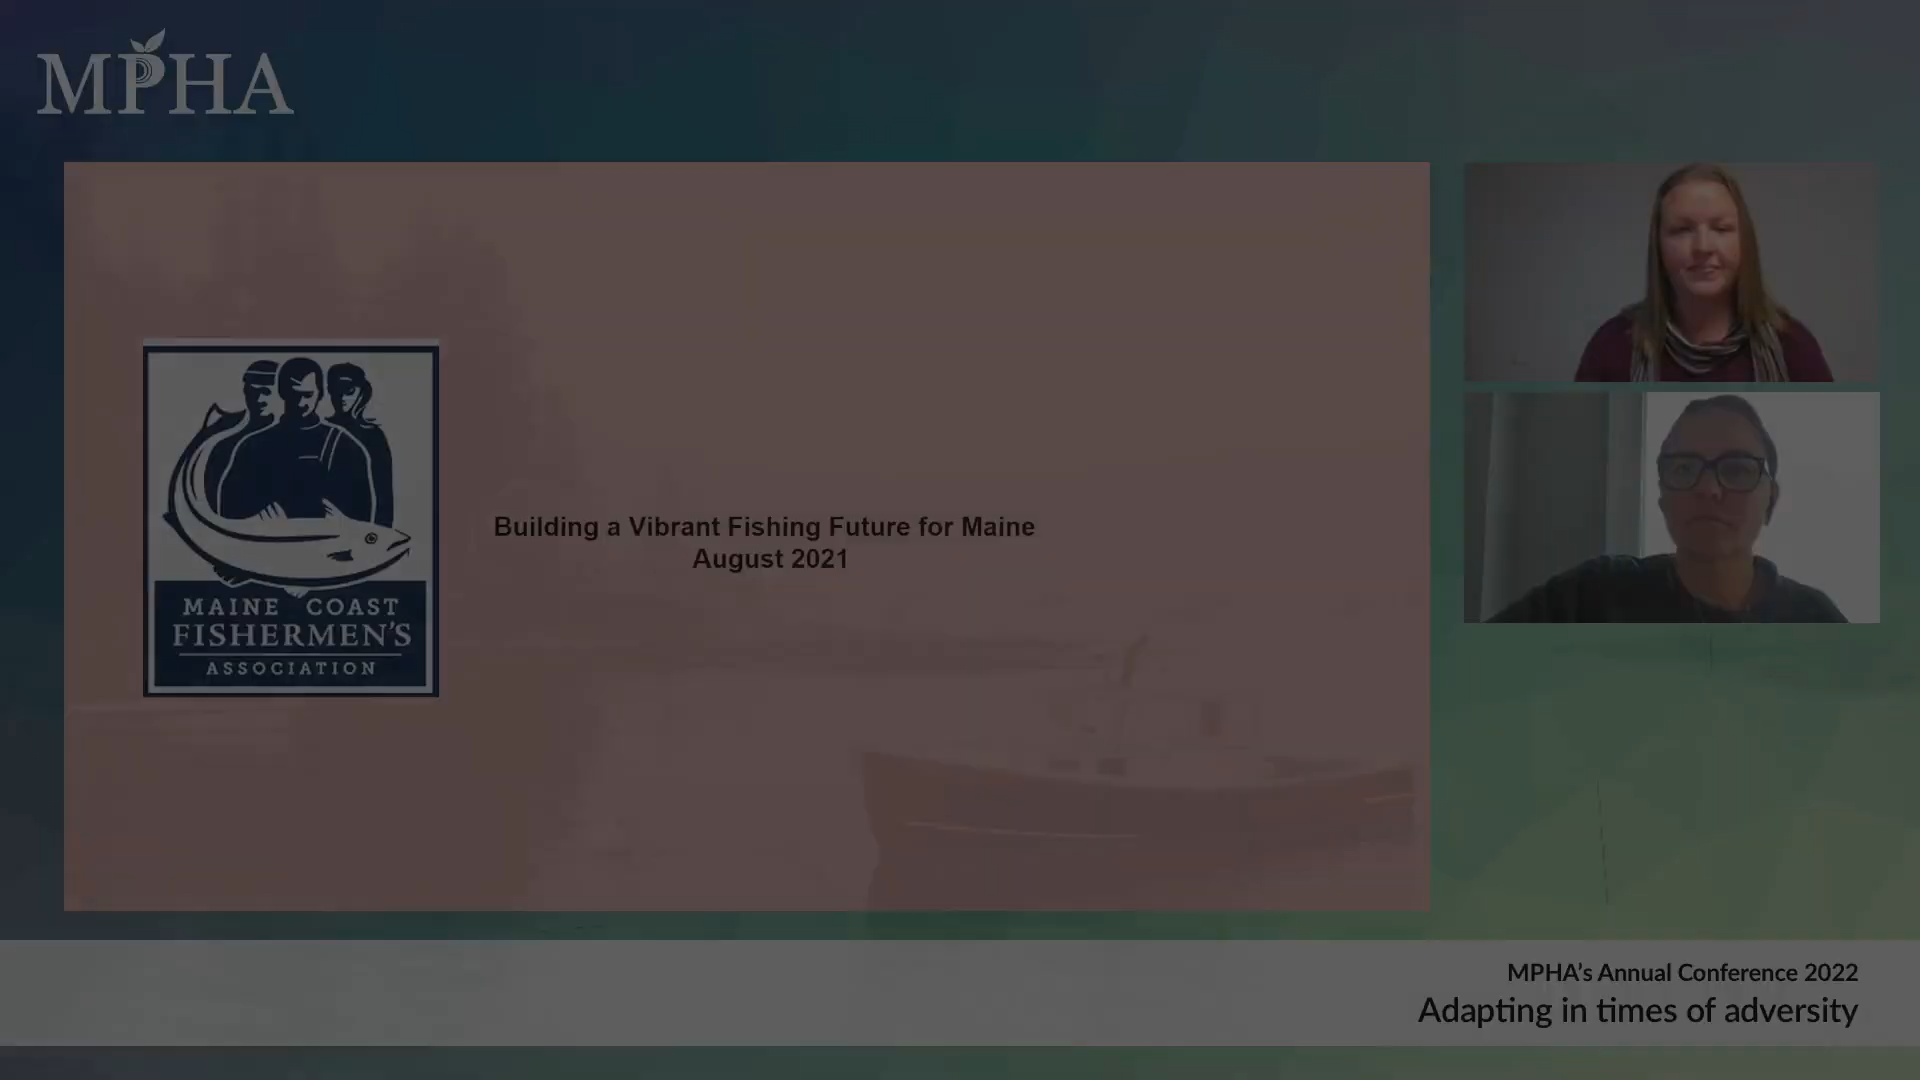 MPHA
Building a Vibrant Fishing Future for Maine
August 2021
MAINE COAST
FISHERMEN'S
ASSOCIATION
MPHA's Annual Conference 2022
Adapting in times of adversity